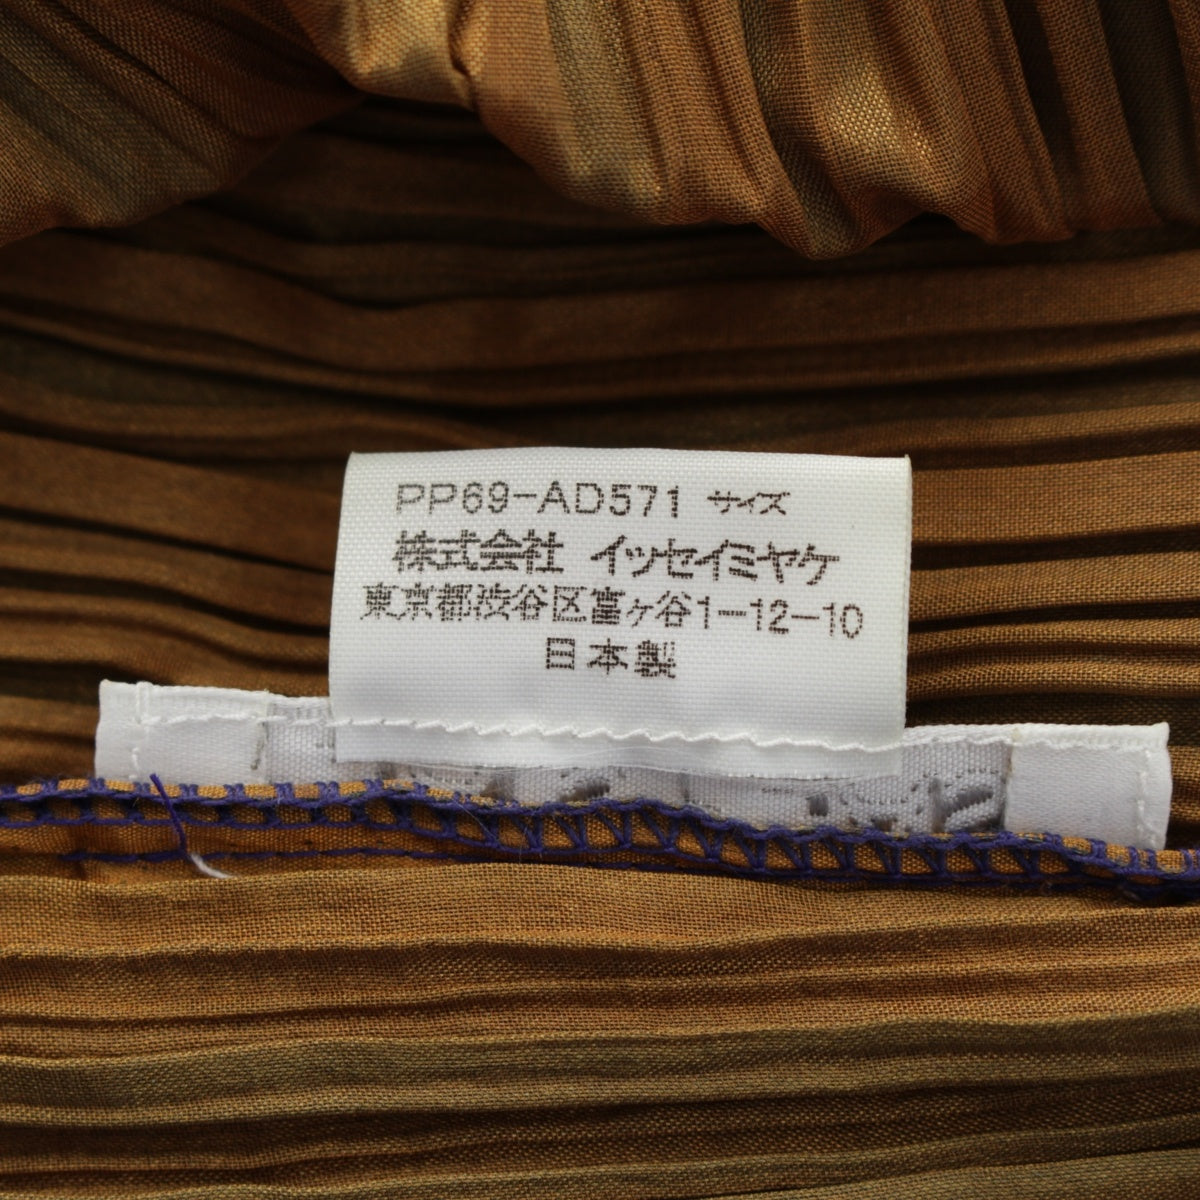 PP69-AD571 サイズ
株式会社 イッセイミヤケ
東京都渋谷区富ヶ谷1-12-10
日本製